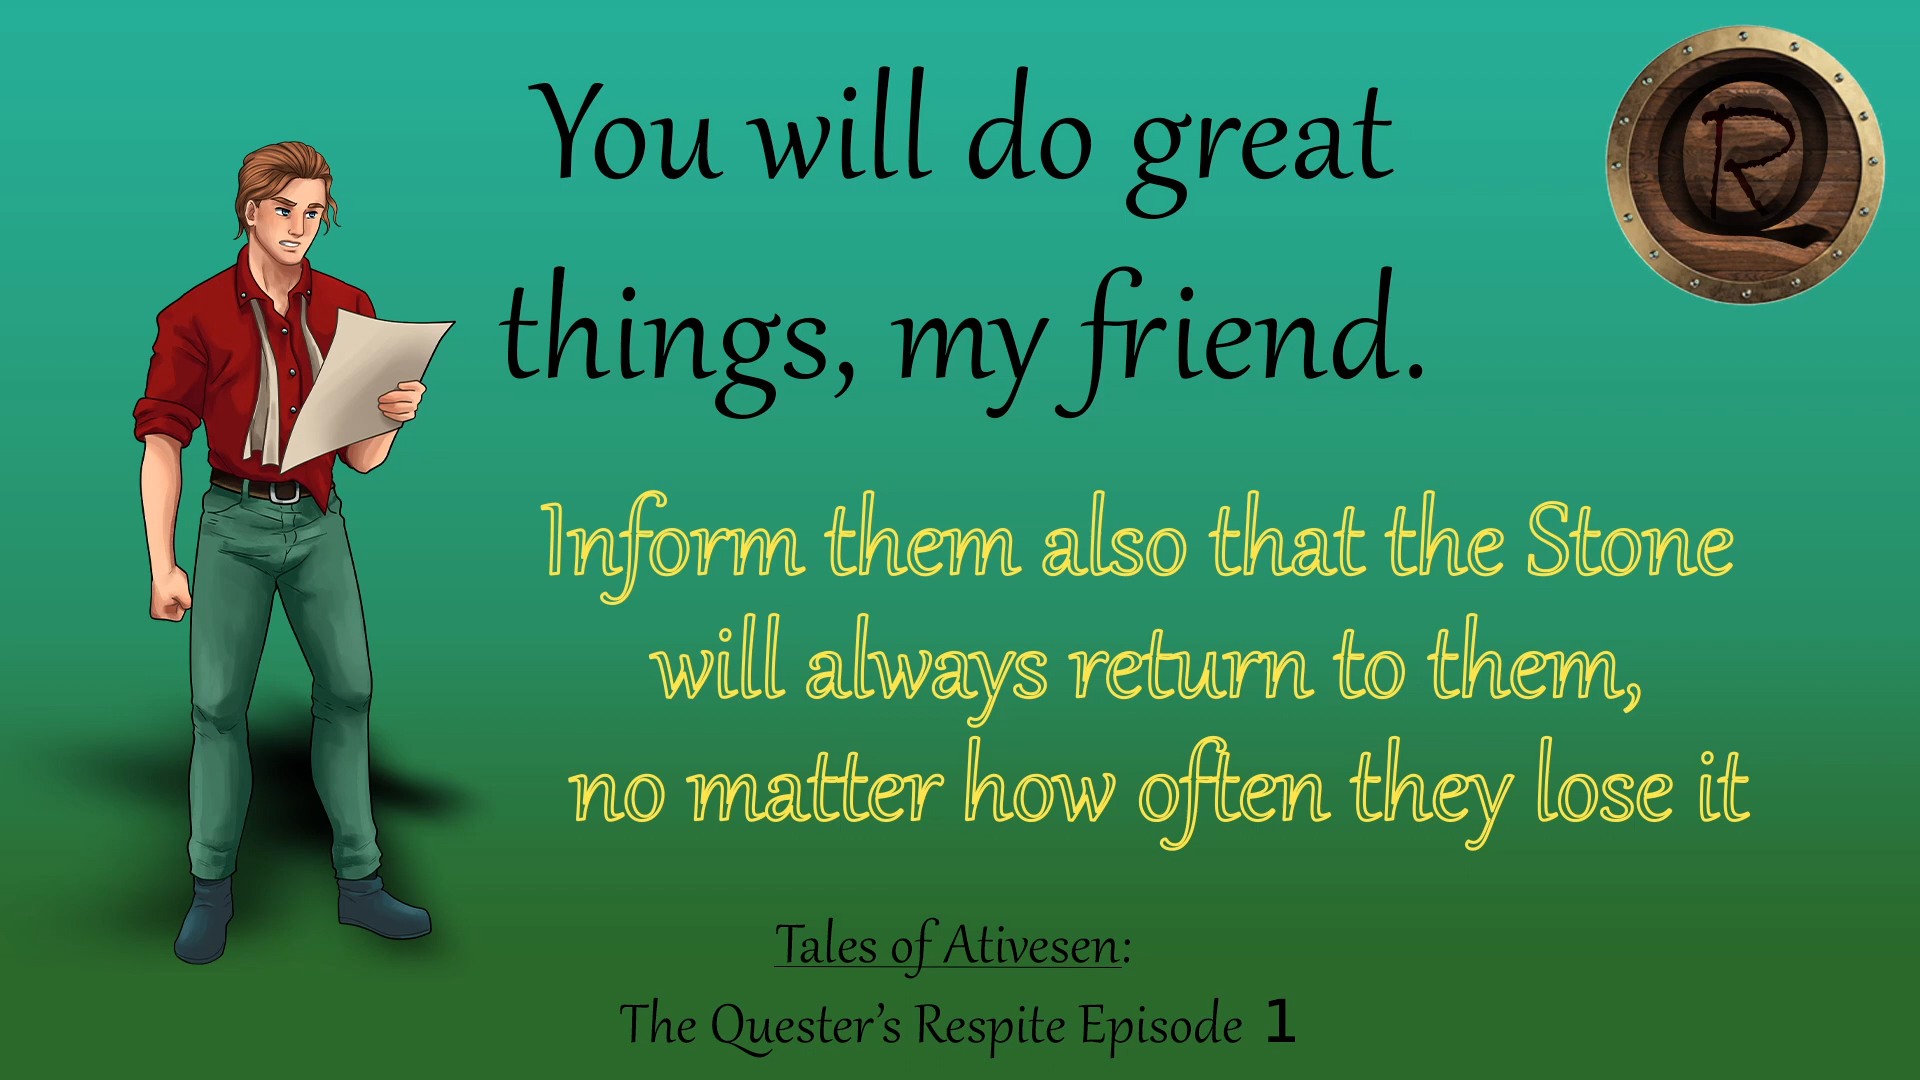 You will do great
things, my friend.
QR
Inform them also that the Stone
will always return to them,
no matter how often they lose it
Tales of Ativesen:
The Quester’s Respite Episode 1